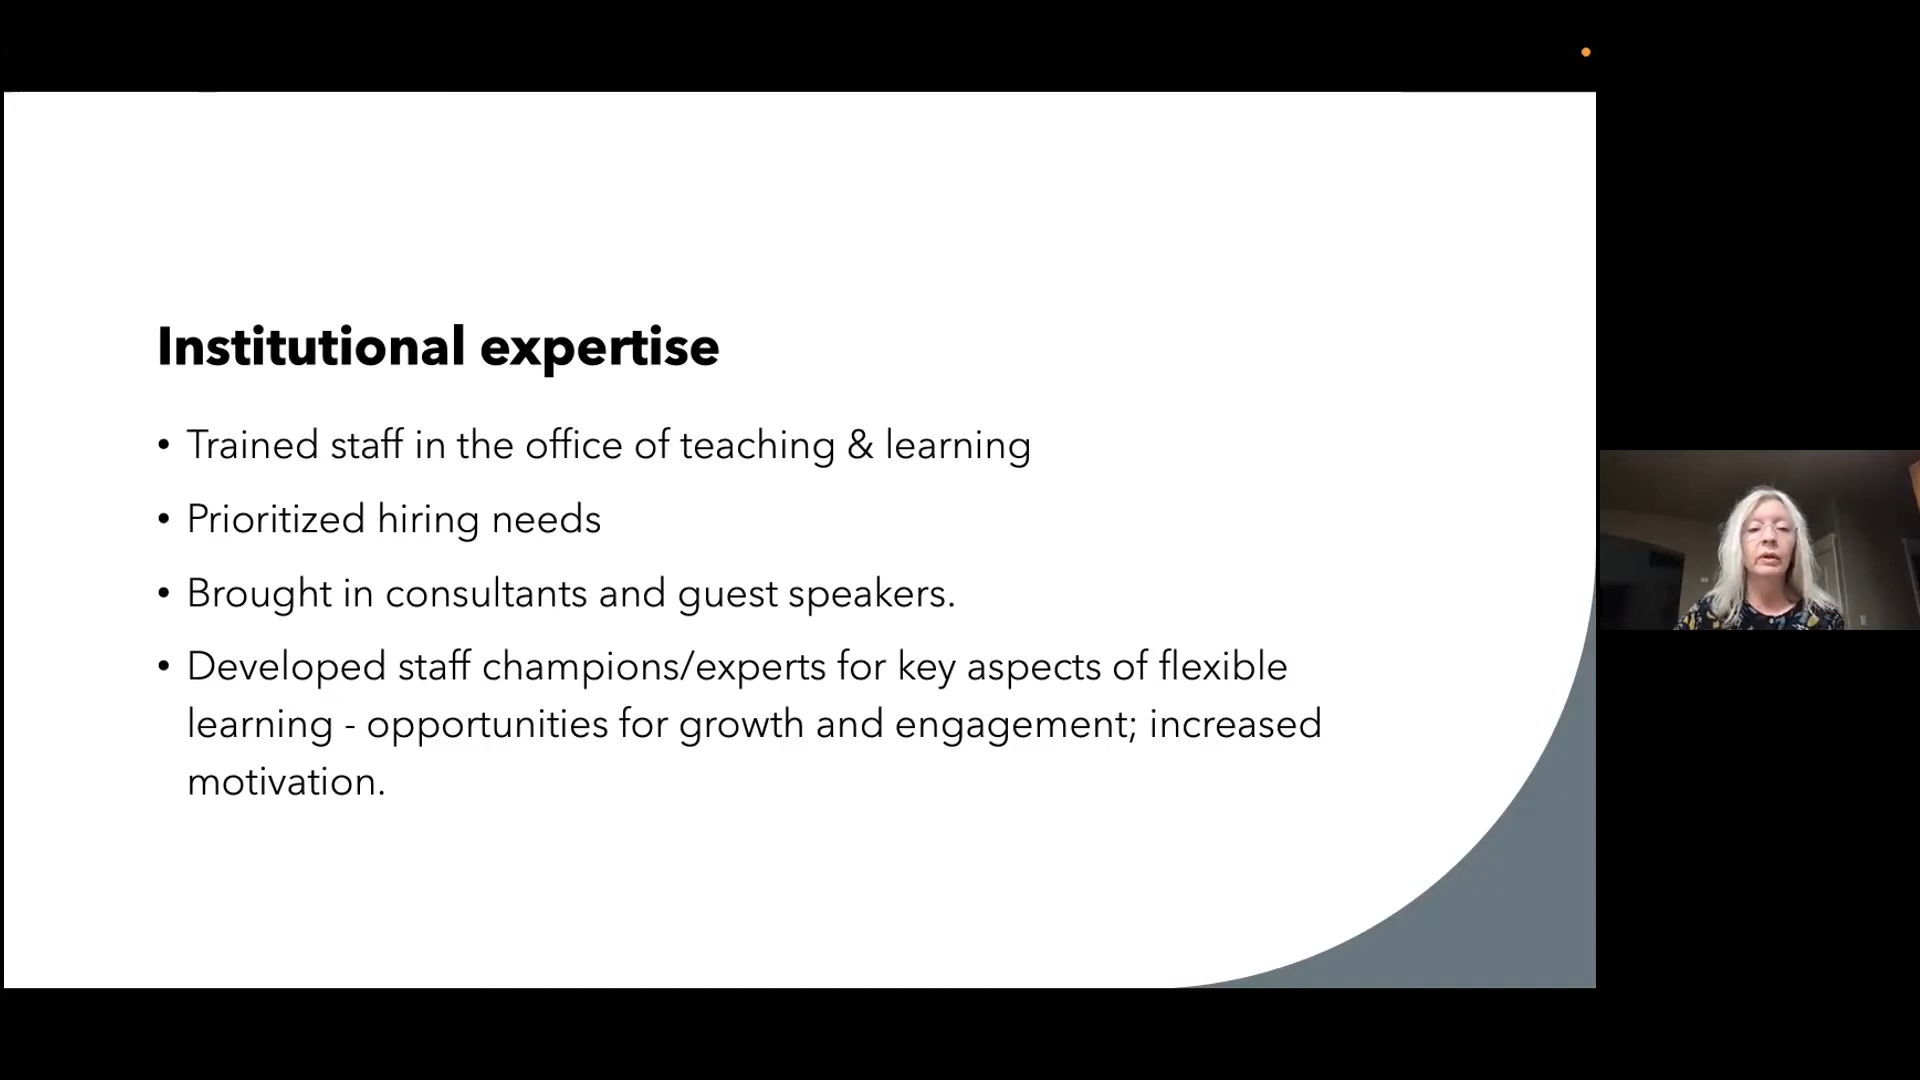 Institutional expertise
• Trained staff in the office of teaching & learning
• Prioritized hiring needs
• Brought in consultants and guest speakers.
• Developed staff champions/experts for key aspects of flexible
learning - opportunities for growth and engagement; increased
motivation.